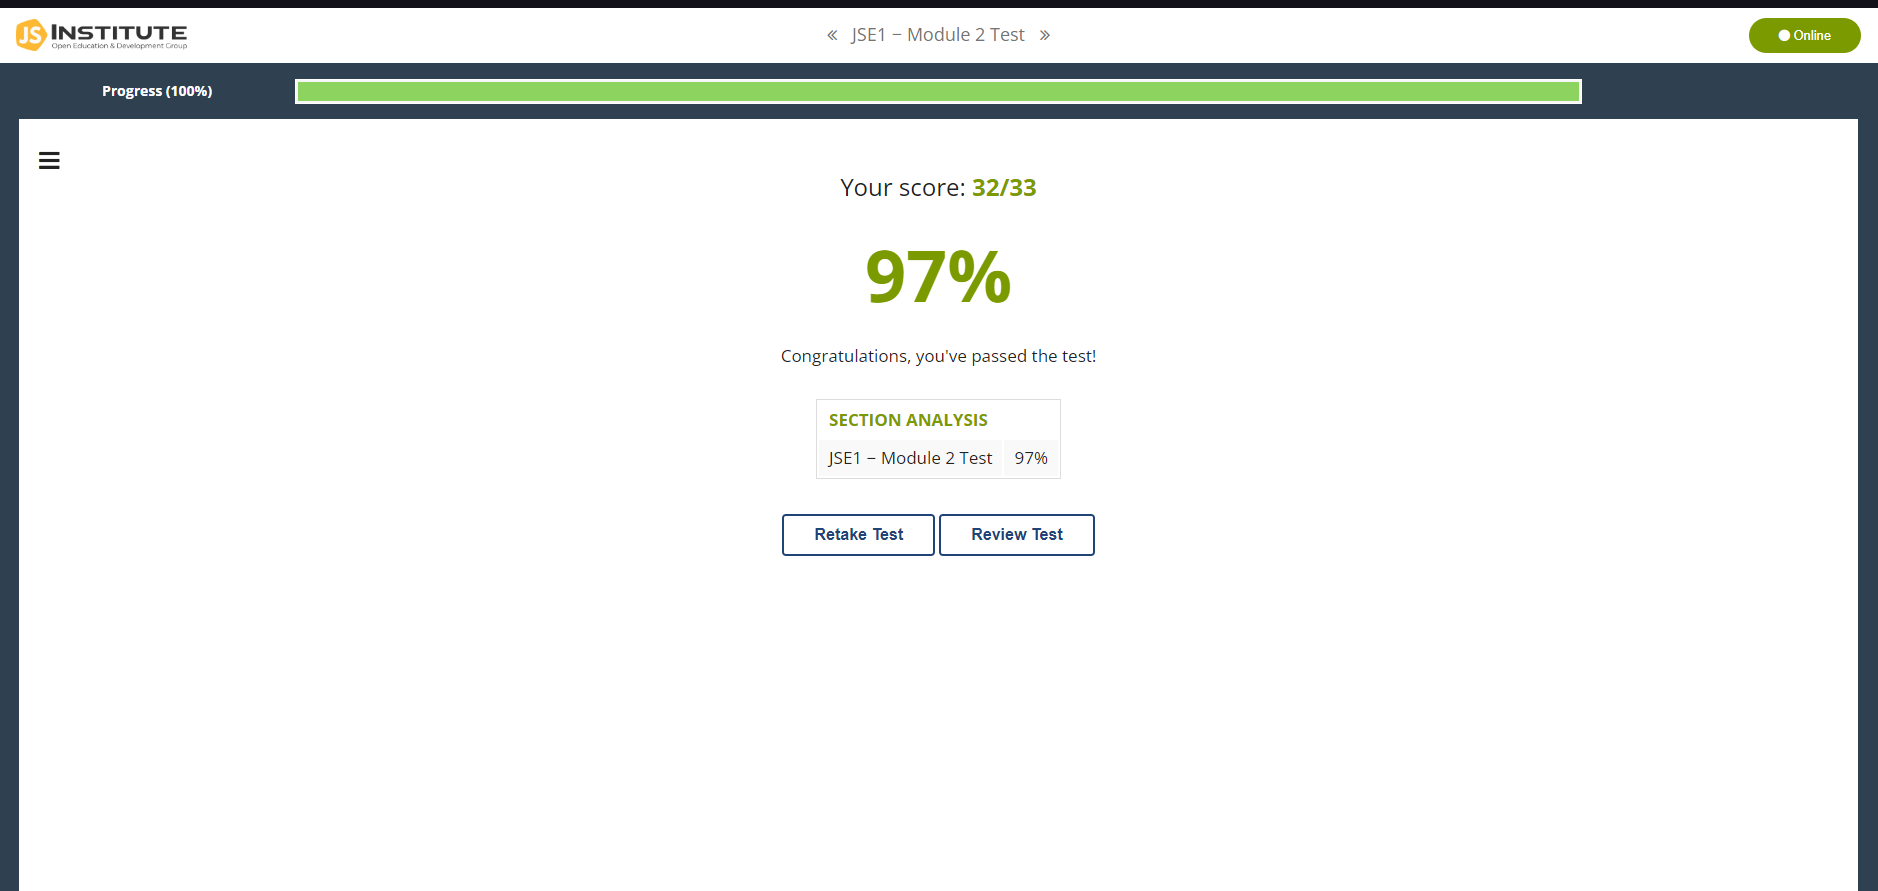 JS INSTITUTE
Open Education & Development Group
« JSE1 – Module 2 Test »
Online
Progress (100%)
Your score: 32/33
97%
Congratulations, you've passed the test!
SECTION ANALYSIS
JSE1 – Module 2 Test 97%
Retake Test Review Test